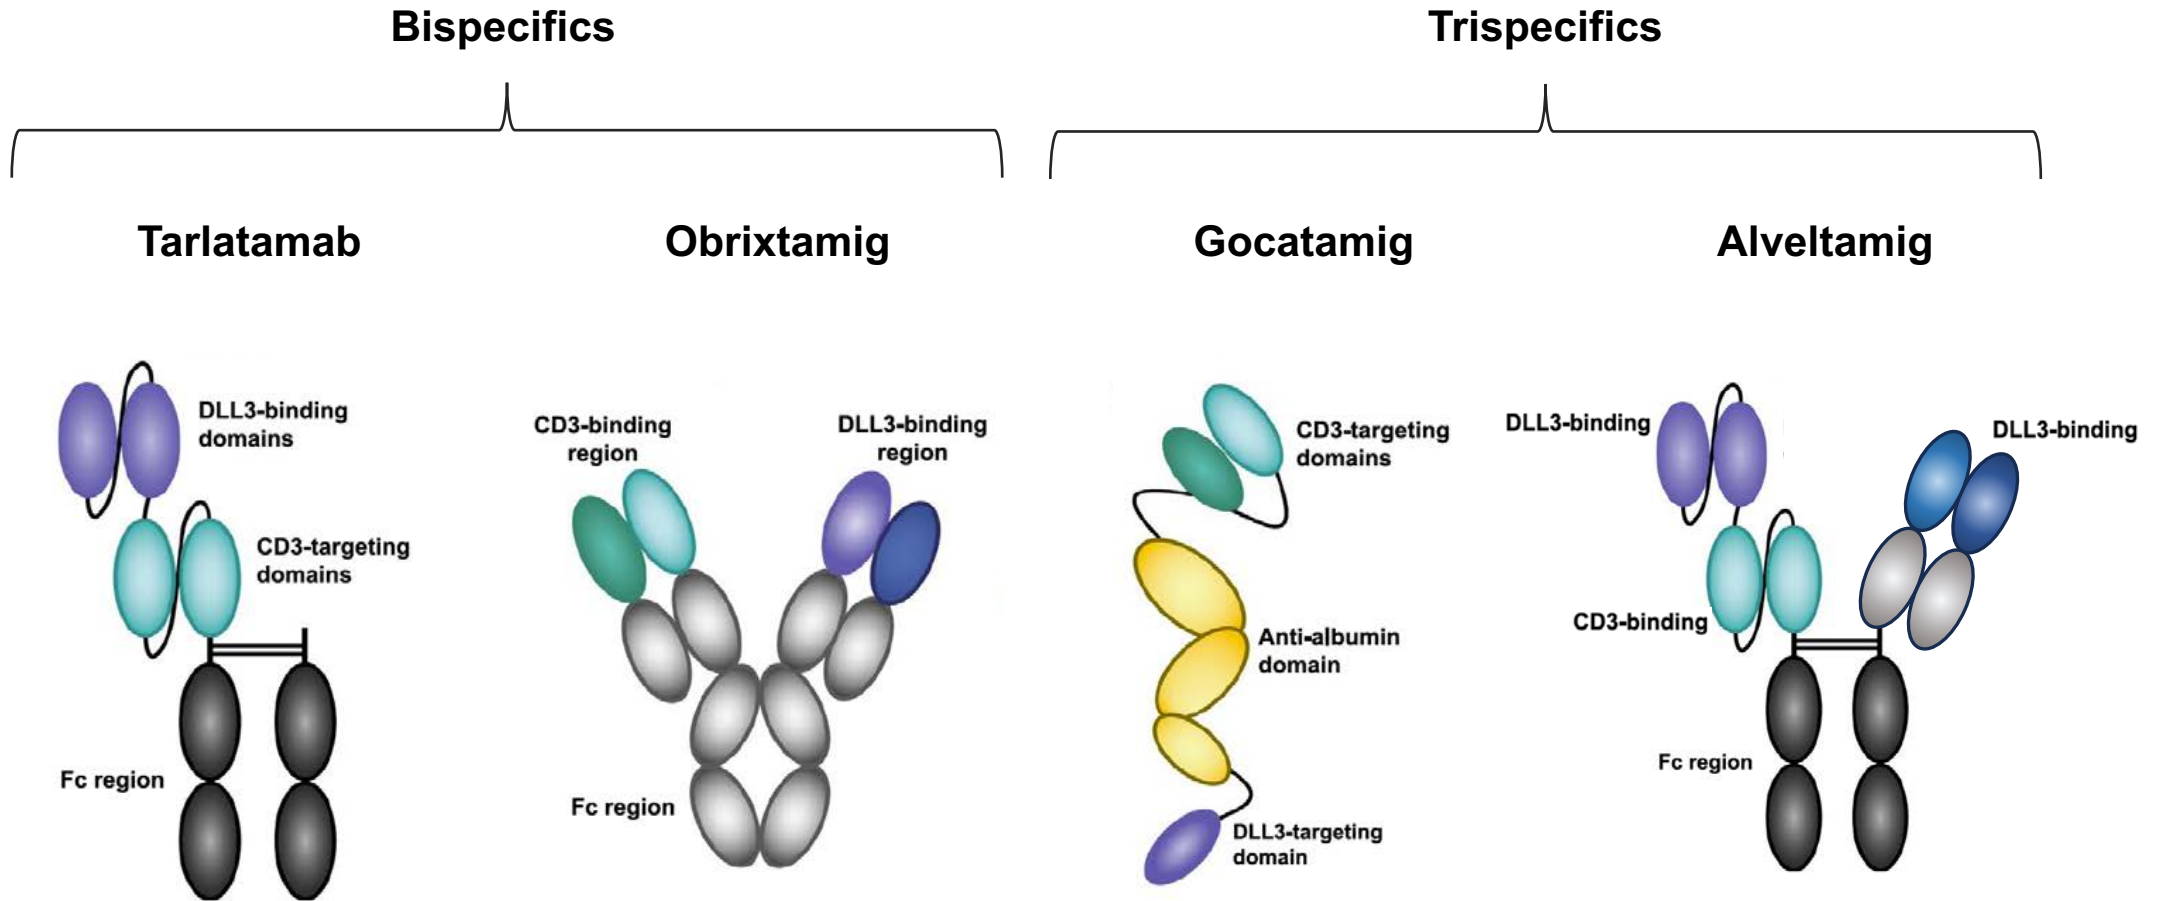 Bispecifics
Trispecifics
Tarlatamab
Obrixtamig
Gocatamig
Alveltamig
DLL3-binding
domains
CD3-targeting
domains
Fc region
CD3-binding
region
DLL3-binding
region
Fc region
CD3-targeting
domains
Anti-albumin
domain
DLL3-targeting
domain
DLL3-binding
DLL3-binding
CD3-binding
Fc region